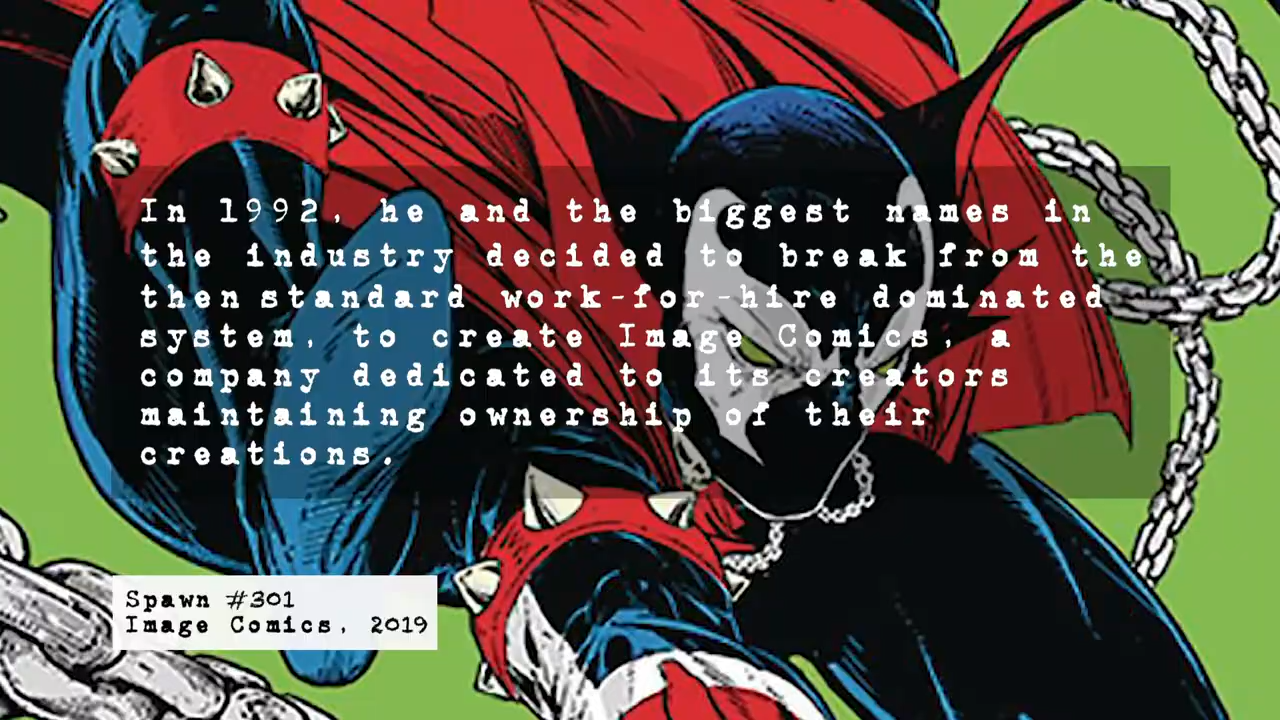 In 1992, he and the biggest names in
the industry decided to break from the
then standard work-for-hire dominated
system, to create Image Comics, a
company dedicated to its creators
maintaining ownership of their
creations.
Spawn #301
Image Comics, 2019